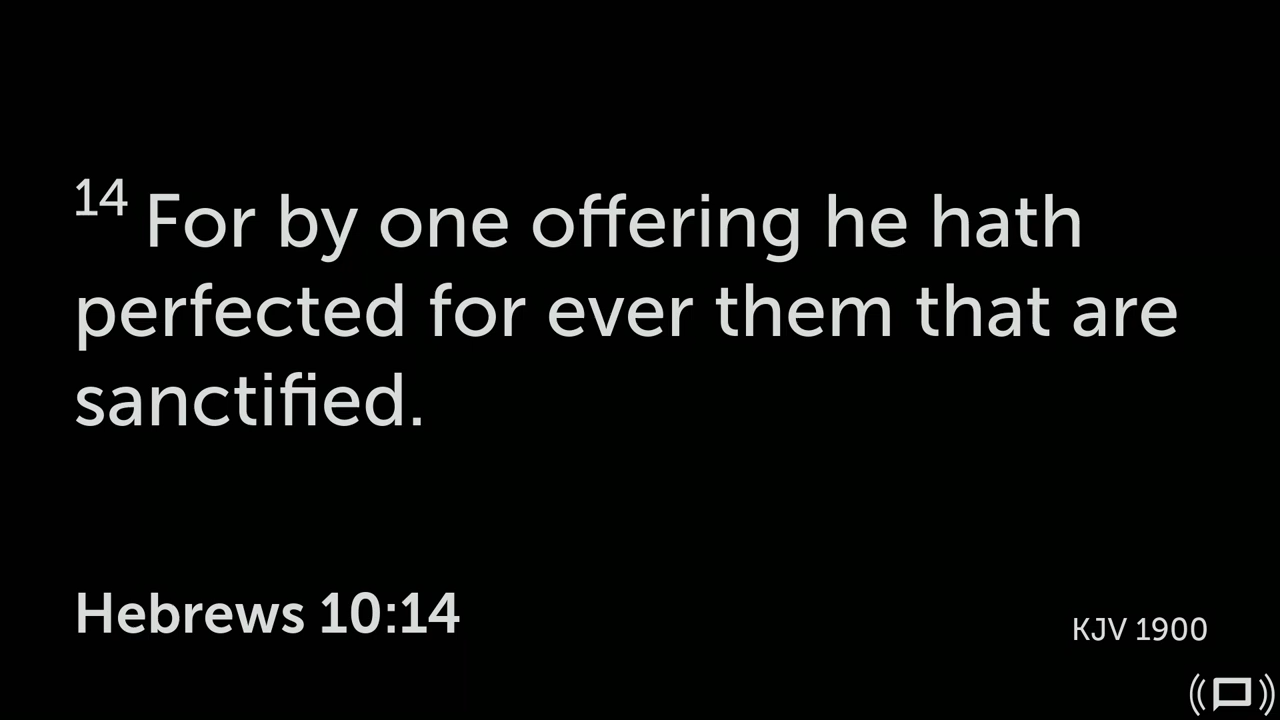 14 For by one offering he hath
perfected for ever them that are
sanctified.
Hebrews 10:14
KJV 1900